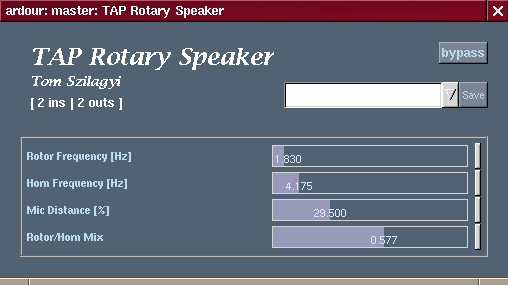 ardour: master: TAP Rotary Speaker
TAP Rotary Speaker
bypass
Tom Szilagyi
[ 2 ins | 2 outs ]
Save
Rotor Frequency [Hz] 1.830
Horn Frequency [Hz] 4.175
Mic Distance [%] 29.500
Rotor/Horn Mix 0.577